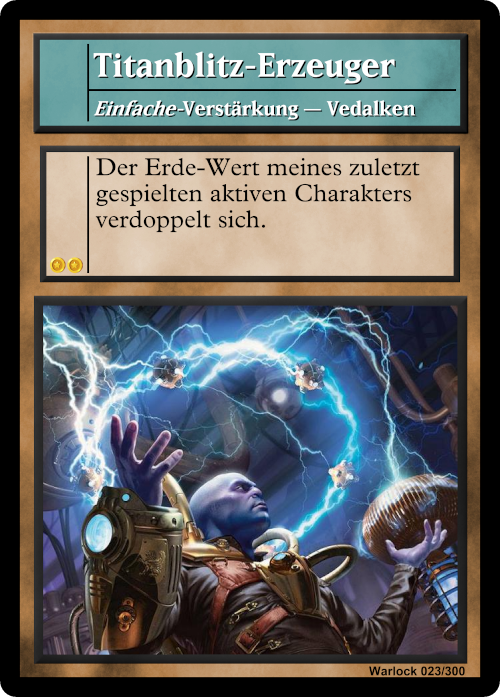 Titanblitz-Erzeuger
Einfache-Verstärkung — Vedalken
Der Erde-Wert meines zuletzt
gespielten aktiven Charakters
verdoppelt sich.
Warlock 023/300